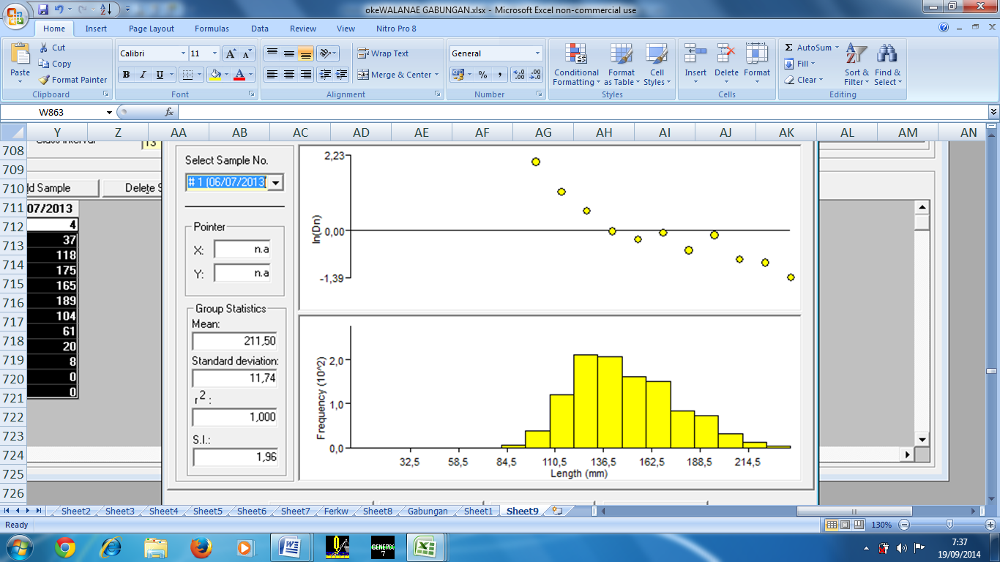 okeWALANAE GABUNGAN.xlsx - Microsoft Excel non-commercial use
Home Insert Page Layout Formulas Data Review View Nitro Pro 8
Paste Cut Copy Format Painter
Calibri 11
B I U
Wrap Text
Merge & Center
General
% ,
Conditional Formatting Format as Table Cell Styles
Insert Delete Format
Σ AutoSum Fill Clear
Sort & Filter Find & Select
Clipboard Font Alignment Number Styles Cells Editing
W863 fx
Y Z AA AB AC AD AE AF AG AH AI AJ AK AL AM AN
708
709
710
711
712
713
714
715
716
717
718
719
720
721
722
723
724
725
726
Class Interval 13
ld Sample Delete S
07/2013
4
37
118
175
165
189
104
61
20
8
0
0
Select Sample No.
# 1 (06/07/2013
Pointer
X: n.a
Y: n.a
Group Statistics
Mean:
211,50
Standard deviation:
11,74
r2 :
1,000
S.I.:
1,96
ln(Dn)
2,23
0,00
-1,39
Frequency (10^2)
2,0
1,0
0,0
32,5 58,5 84,5 110,5 136,5 162,5 188,5 214,5
Length (mm)
Sheet2 Sheet3 Sheet4 Sheet5 Sheet6 Sheet7 Ferkw Sheet8 Gabungan Sheet1 Sheet9
Ready 130%
GENETIX 7
7:37
19/09/2014